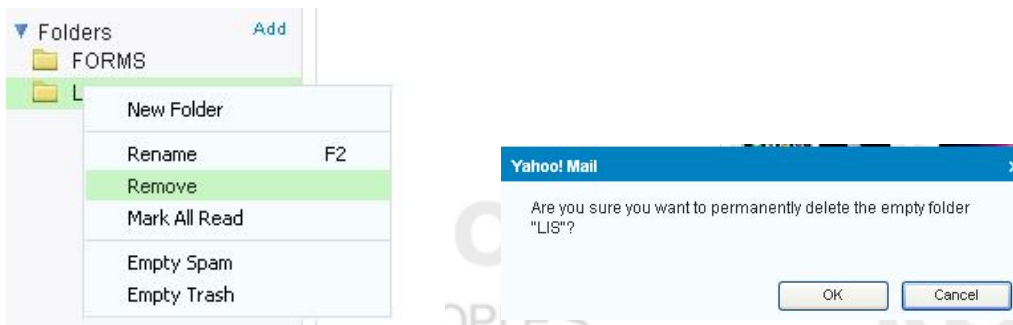 Folders Add
FORMS
L
New Folder
Rename F2
Remove
Mark All Read
Empty Spam
Empty Trash
Yahoo! Mail
Are you sure you want to permanently delete the empty folder
"LIS"?
OK Cancel